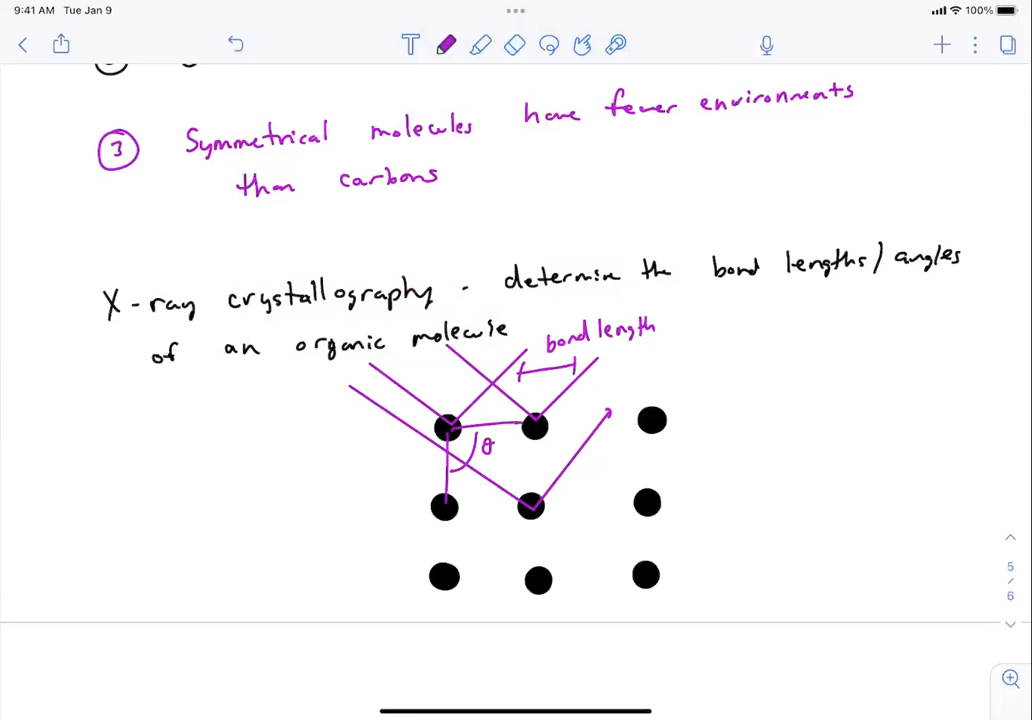 9:41 AM Tue Jan 9
100%
3 Symmetrical molecules have fewer environments
than carbons
X-ray crystallography - determine the bond lengths/angles
of an organic molecule
bond length
θ
5
/
6